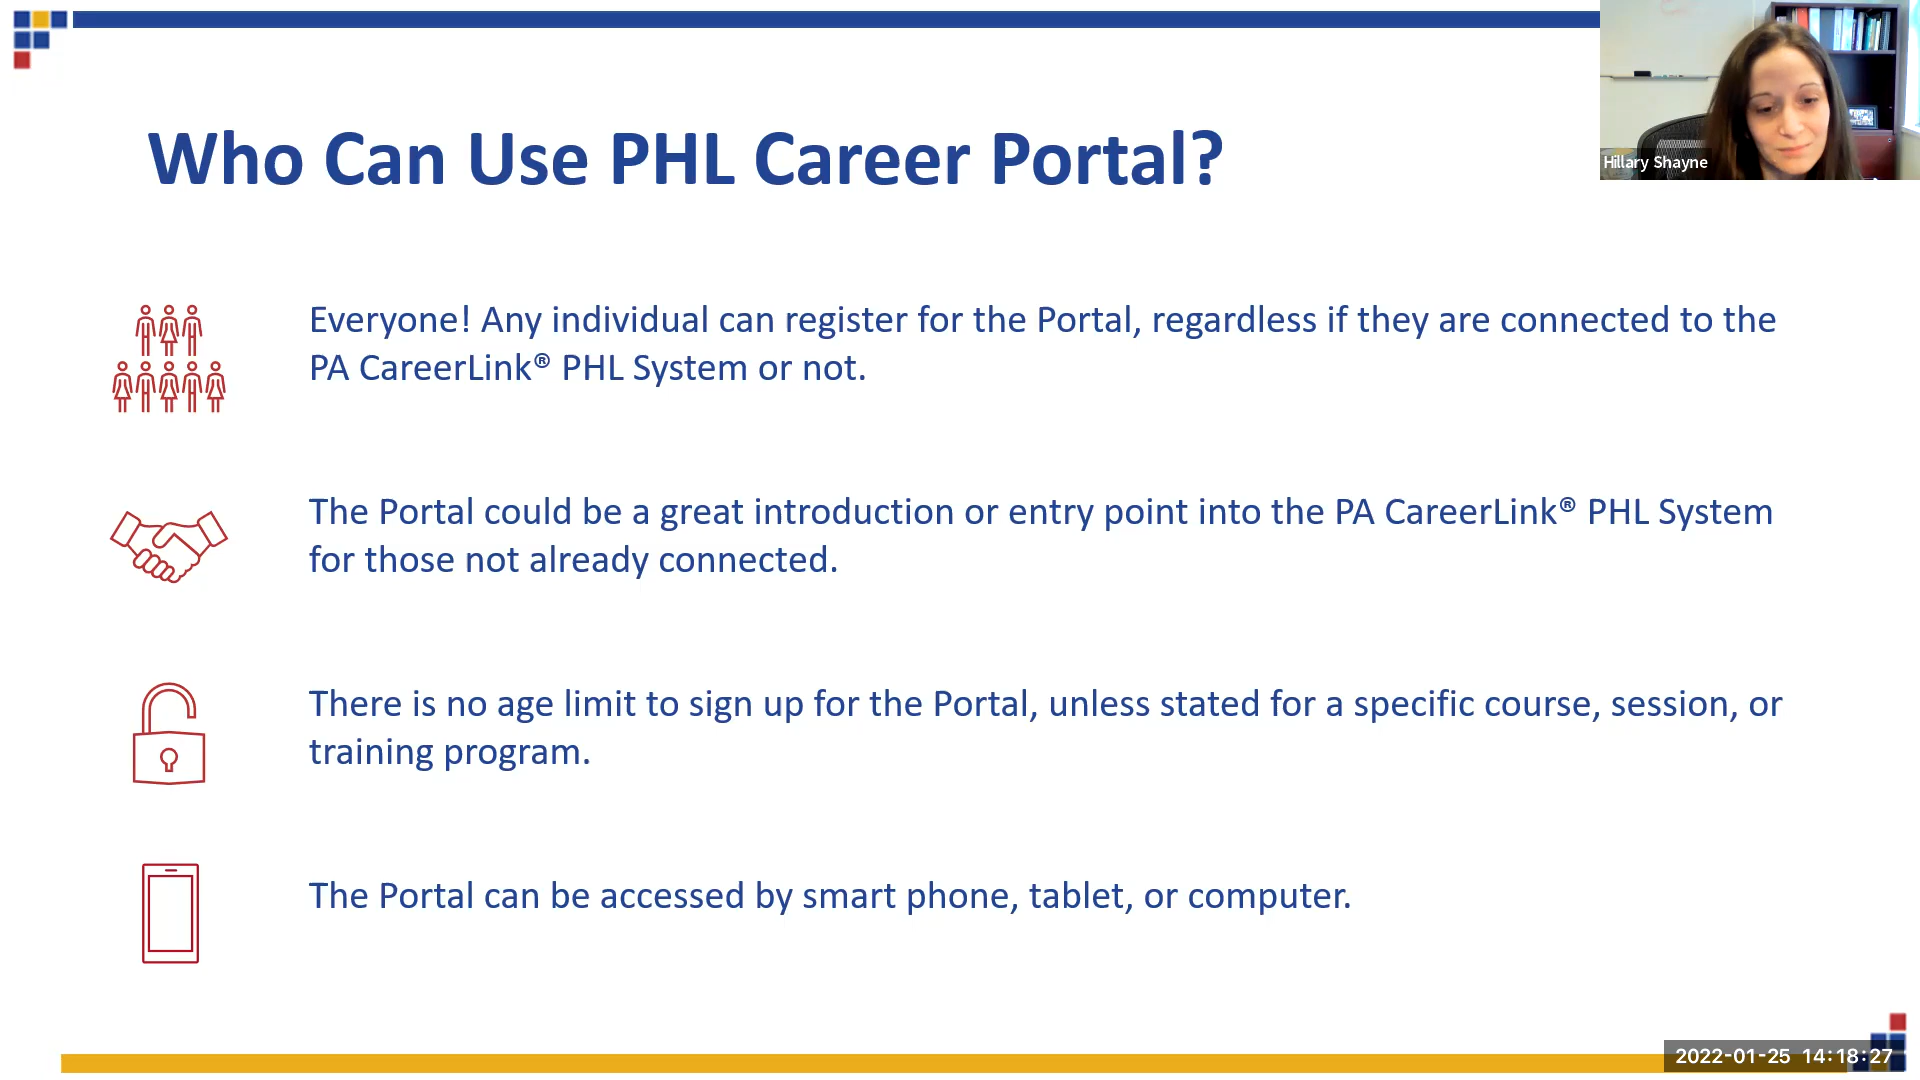 Who Can Use PHL Career Portal?
Hillary Shayne
Everyone! Any individual can register for the Portal, regardless if they are connected to the
PA CareerLink® PHL System or not.
The Portal could be a great introduction or entry point into the PA CareerLink® PHL System
for those not already connected.
There is no age limit to sign up for the Portal, unless stated for a specific course, session, or
training program.
The Portal can be accessed by smart phone, tablet, or computer.
2022-01-25 14:18:27